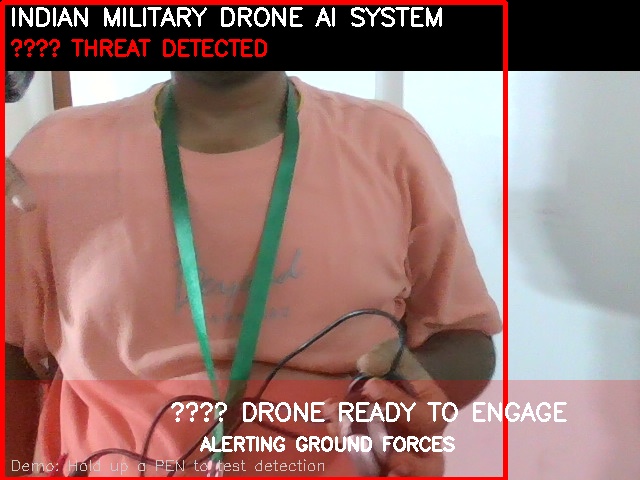 INDIAN MILITARY DRONE AI SYSTEM
???? THREAT DETECTED
Beyond
???? DRONE READY TO ENGAGE
ALERTING GROUND FORCES
Demo: Hold up a PEN to test detection